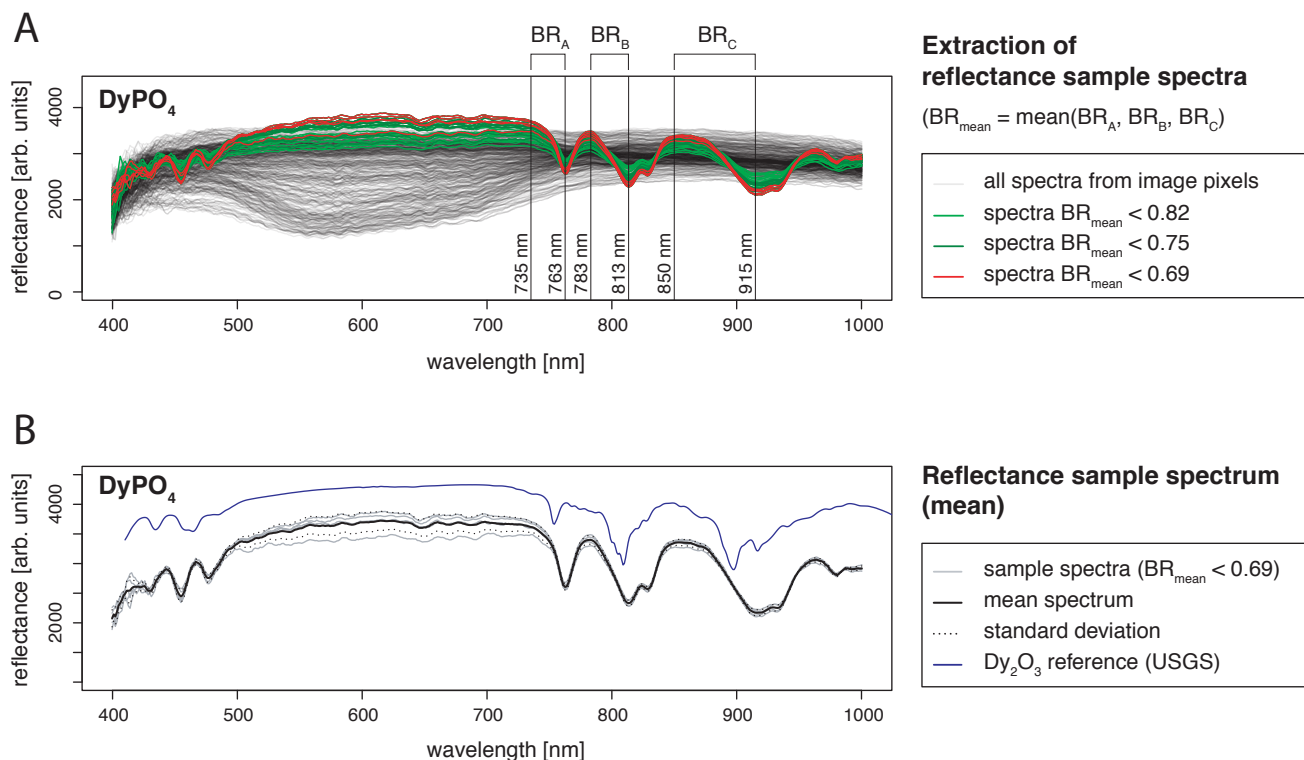 A
BR_A BR_B BR_C
DyPO₄
reflectance [arb. units]
0 2000 4000
735 nm 763 nm 783 nm 813 nm 850 nm 915 nm
400 500 600 700 800 900 1000
wavelength [nm]
Extraction of
reflectance sample spectra
(BR_mean = mean(BR_A, BR_B, BR_C)
all spectra from image pixels
spectra BR_mean < 0.82
spectra BR_mean < 0.75
spectra BR_mean < 0.69
B
DyPO₄
reflectance [arb. units]
2000 4000
400 500 600 700 800 900 1000
wavelength [nm]
Reflectance sample spectrum
(mean)
sample spectra (BR_mean < 0.69)
mean spectrum
standard deviation
Dy₂O₃ reference (USGS)